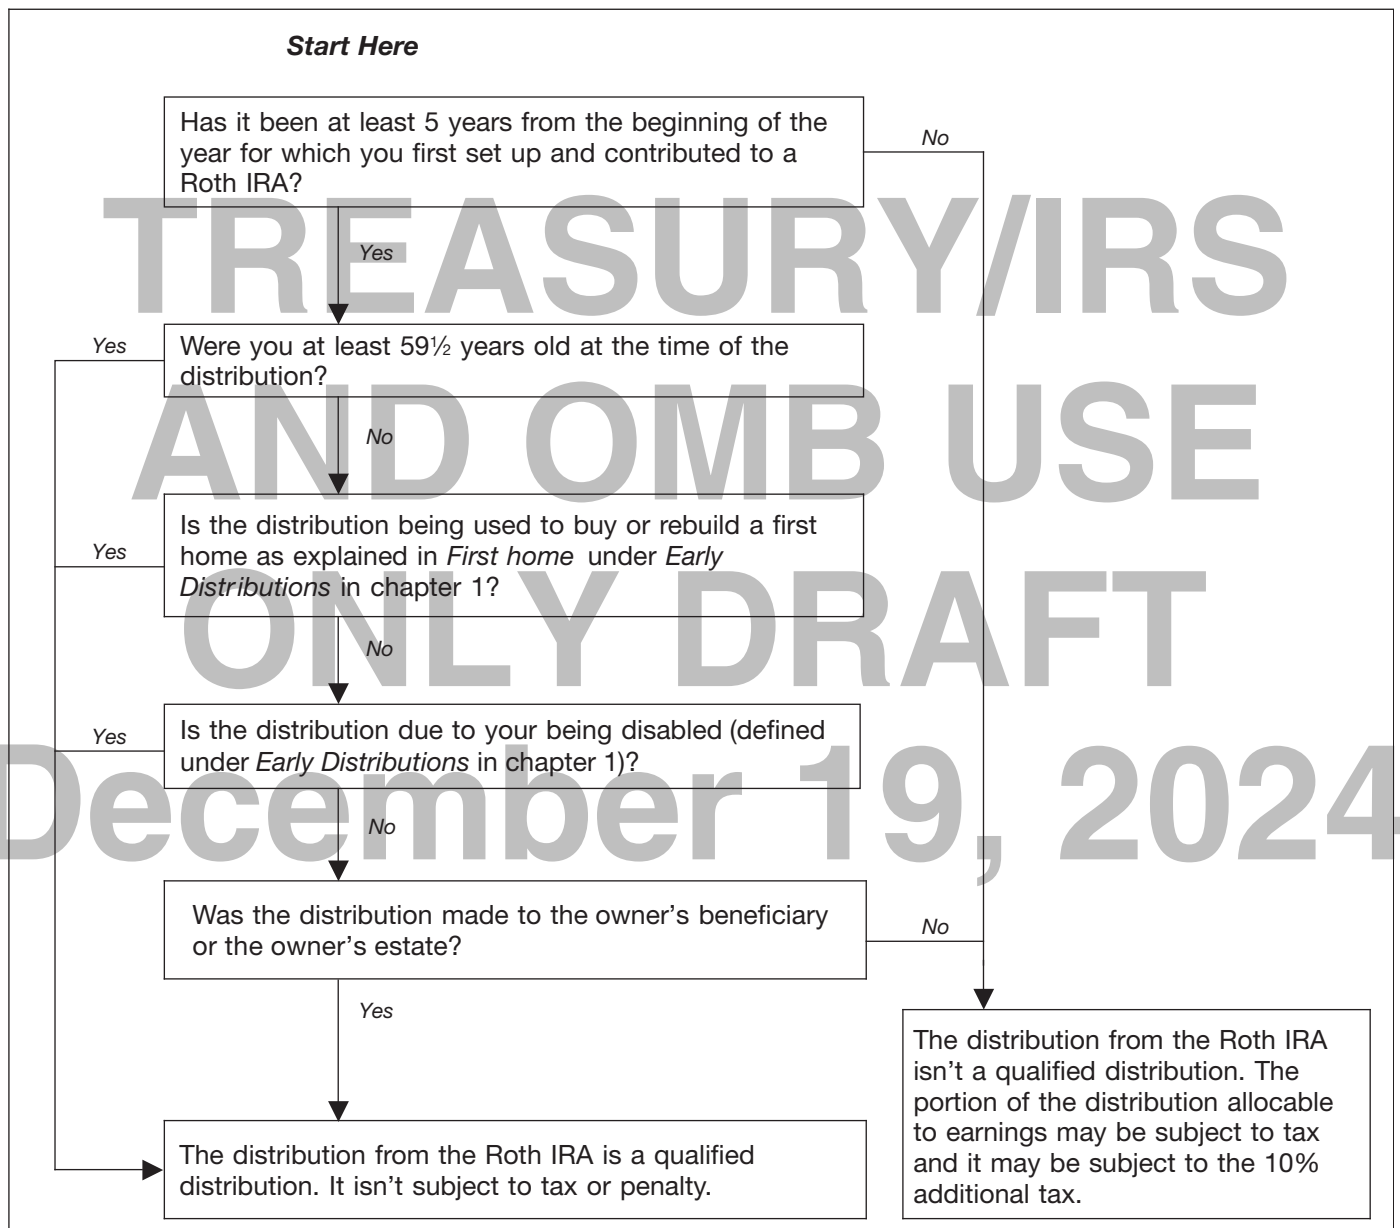 Start Here
Has it been at least 5 years from the beginning of the
year for which you first set up and contributed to a
Roth IRA?
No
Yes
Were you at least 59½ years old at the time of the
distribution?
Yes
No
Is the distribution being used to buy or rebuild a first
home as explained in First home under Early
Distributions in chapter 1?
Yes
No
Is the distribution due to your being disabled (defined
under Early Distributions in chapter 1)?
Yes
No
Was the distribution made to the owner’s beneficiary
or the owner’s estate?
No
Yes
The distribution from the Roth IRA is a qualified
distribution. It isn’t subject to tax or penalty.
The distribution from the Roth IRA
isn’t a qualified distribution. The
portion of the distribution allocable
to earnings may be subject to tax
and it may be subject to the 10%
additional tax.
TREASURY/IRS
AND OMB USE
ONLY DRAFT
December 19, 2024